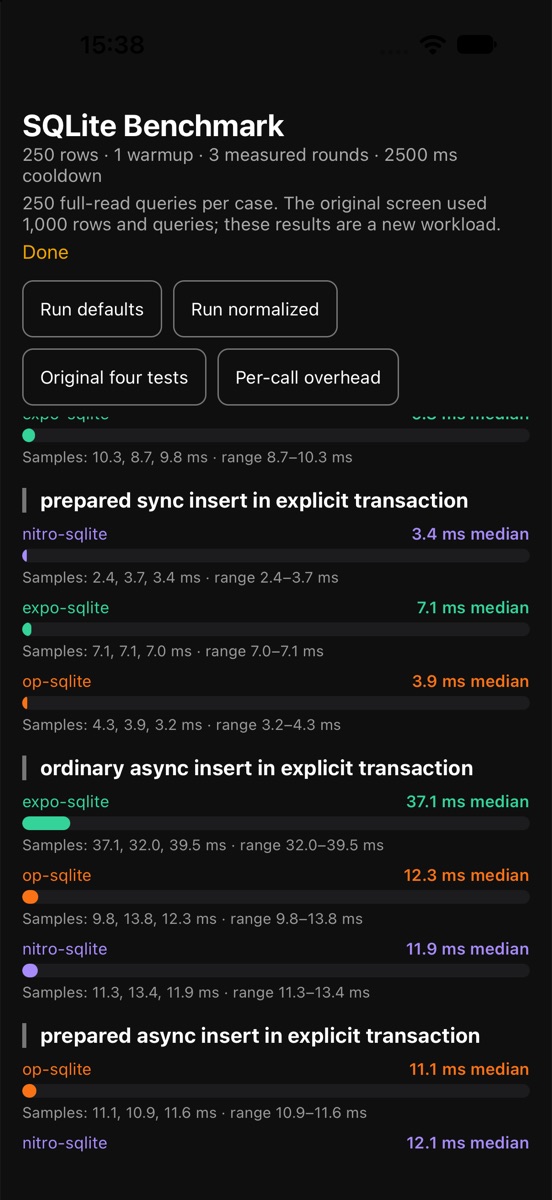 15:38
SQLite Benchmark
250 rows · 1 warmup · 3 measured rounds · 2500 ms
cooldown
250 full-read queries per case. The original screen used
1,000 rows and queries; these results are a new workload.
Done
Run defaults
Run normalized
Original four tests
Per-call overhead
expo-sqlite
ms median
Samples: 10.3, 8.7, 9.8 ms · range 8.7–10.3 ms
prepared sync insert in explicit transaction
nitro-sqlite
3.4 ms median
Samples: 2.4, 3.7, 3.4 ms · range 2.4–3.7 ms
expo-sqlite
7.1 ms median
Samples: 7.1, 7.1, 7.0 ms · range 7.0–7.1 ms
op-sqlite
3.9 ms median
Samples: 4.3, 3.9, 3.2 ms · range 3.2–4.3 ms
ordinary async insert in explicit transaction
expo-sqlite
37.1 ms median
Samples: 37.1, 32.0, 39.5 ms · range 32.0–39.5 ms
op-sqlite
12.3 ms median
Samples: 9.8, 13.8, 12.3 ms · range 9.8–13.8 ms
nitro-sqlite
11.9 ms median
Samples: 11.3, 13.4, 11.9 ms · range 11.3–13.4 ms
prepared async insert in explicit transaction
op-sqlite
11.1 ms median
Samples: 11.1, 10.9, 11.6 ms · range 10.9–11.6 ms
nitro-sqlite
12.1 ms median